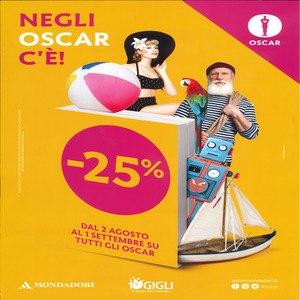 NEGLI
OSCAR
C'È!
OSCAR
-25%
DAL 2 AGOSTO
AL 1 SETTEMBRE SU
TUTTI GLI OSCAR
MONDADORI
GIGLI